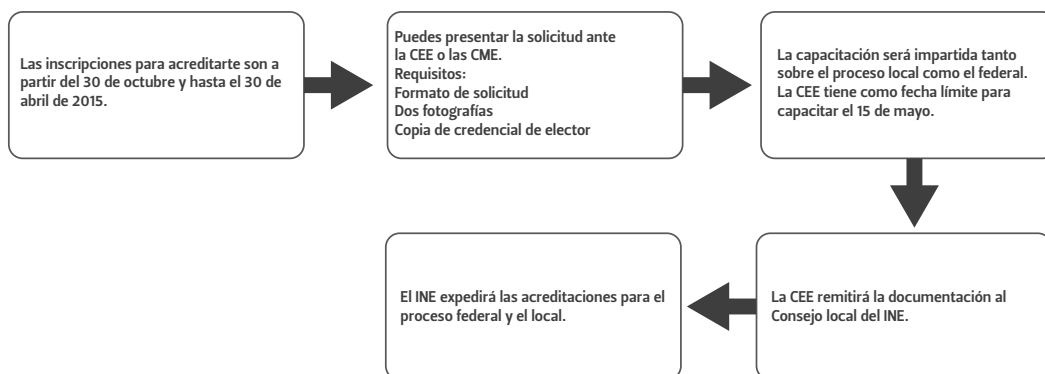 Las inscripciones para acreditarte son a
partir del 30 de octubre y hasta el 30 de
abril de 2015.
Puedes presentar la solicitud ante
la CEE o las CME.
Requisitos:
Formato de solicitud
Dos fotografías
Copia de credencial de elector
La capacitación será impartida tanto
sobre el proceso local como el federal.
La CEE tiene como fecha límite para
capacitar el 15 de mayo.
La CEE remitirá la documentación al
Consejo local del INE.
El INE expedirá las acreditaciones para el
proceso federal y el local.